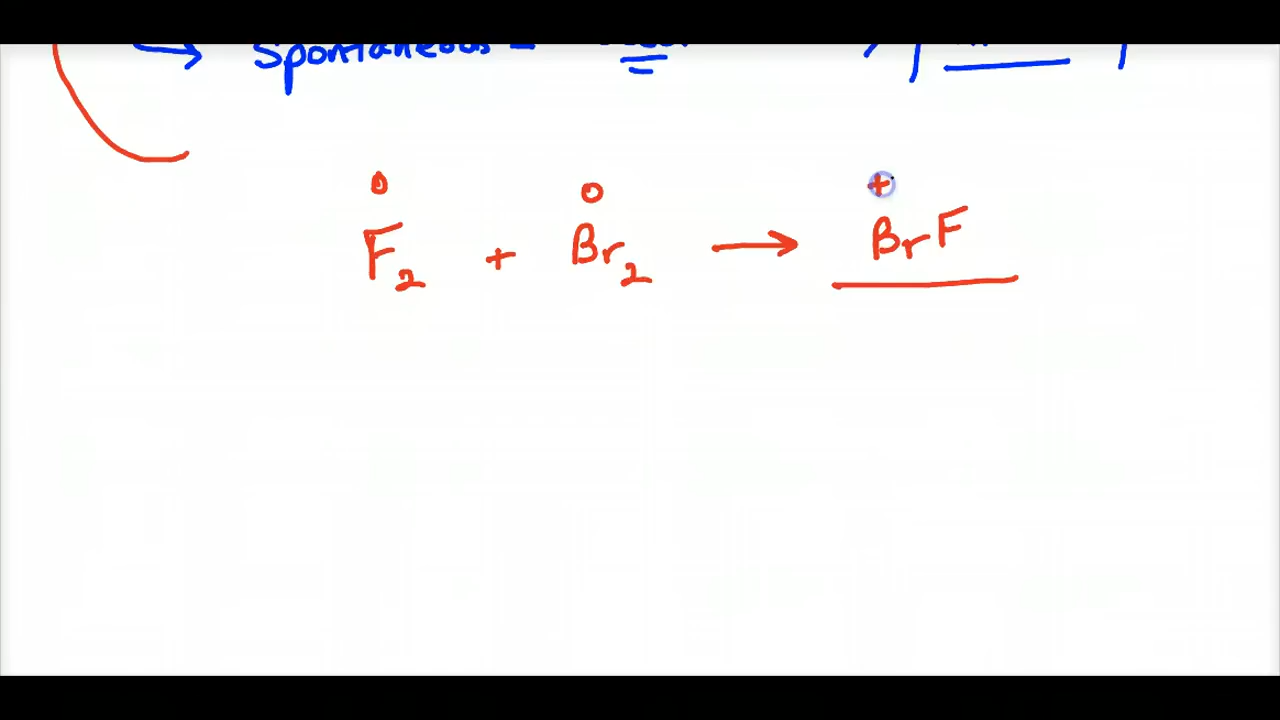 → Spontaneous -
0 0 +
F₂ + Br₂ → BrF